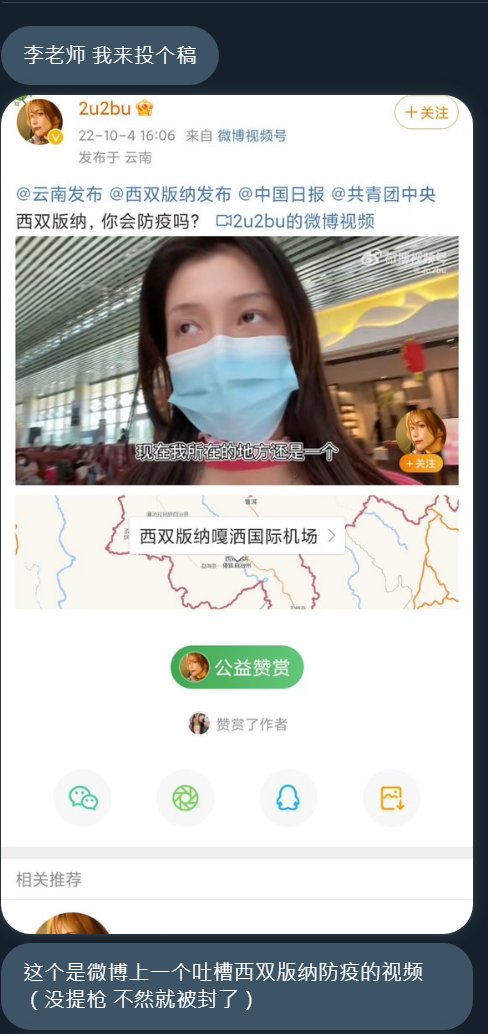 李老师 我来投个稿
2u2bu
+关注
22-10-4 16:06 来自 微博视频号
发布于 云南
@云南发布 @西双版纳发布 @中国日报 @共青团中央
西双版纳，你会防疫吗？ 2u2bu的微博视频
微博视频号
@2u2bu
现在我所在的地方还是一个
+关注
普洱
西双版纳嘎洒国际机场
公益赞赏
赞赏了作者
相关推荐
这个是微博上一个吐槽西双版纳防疫的视频
（没提枪 不然就被封了）